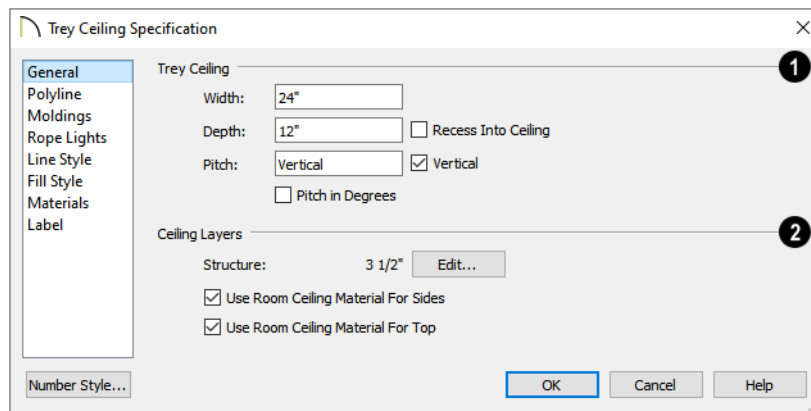 Trey Ceiling Specification
General
Polyline
Moldings
Rope Lights
Line Style
Fill Style
Materials
Label
Number Style...
Trey Ceiling 1
Width: 24"
Depth: 12" Recess Into Ceiling
Pitch: Vertical Vertical
Pitch in Degrees
Ceiling Layers 2
Structure: 3 1/2" Edit...
Use Room Ceiling Material For Sides
Use Room Ceiling Material For Top
OK Cancel Help